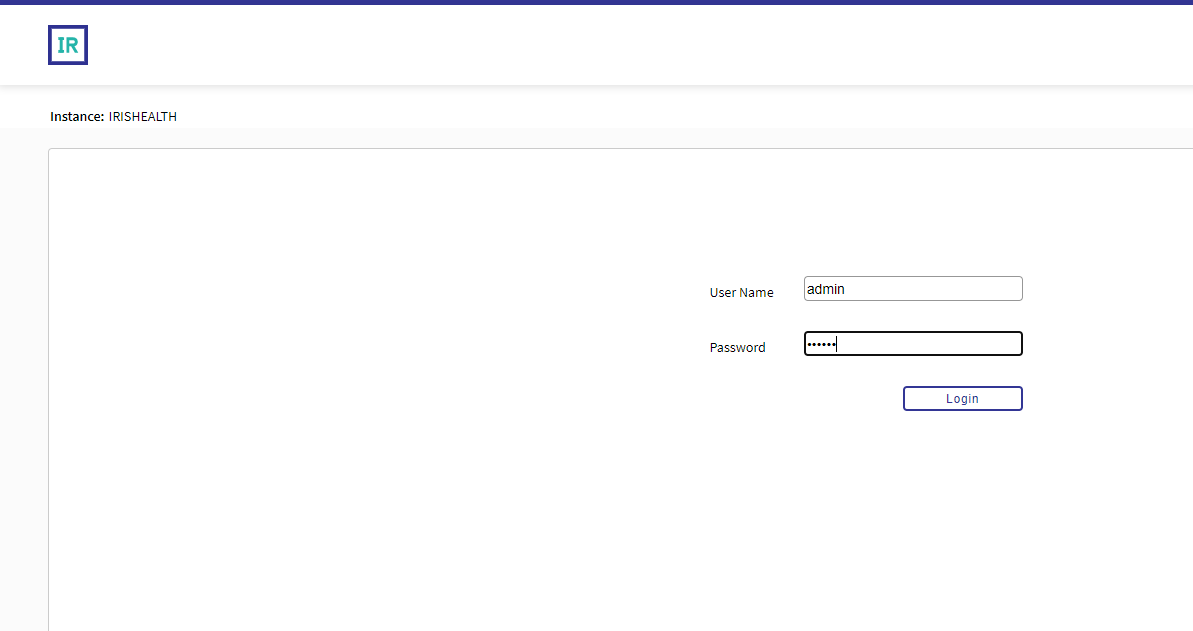 IR
Instance: IRISHEALTH
User Name admin
Password ••••••
Login